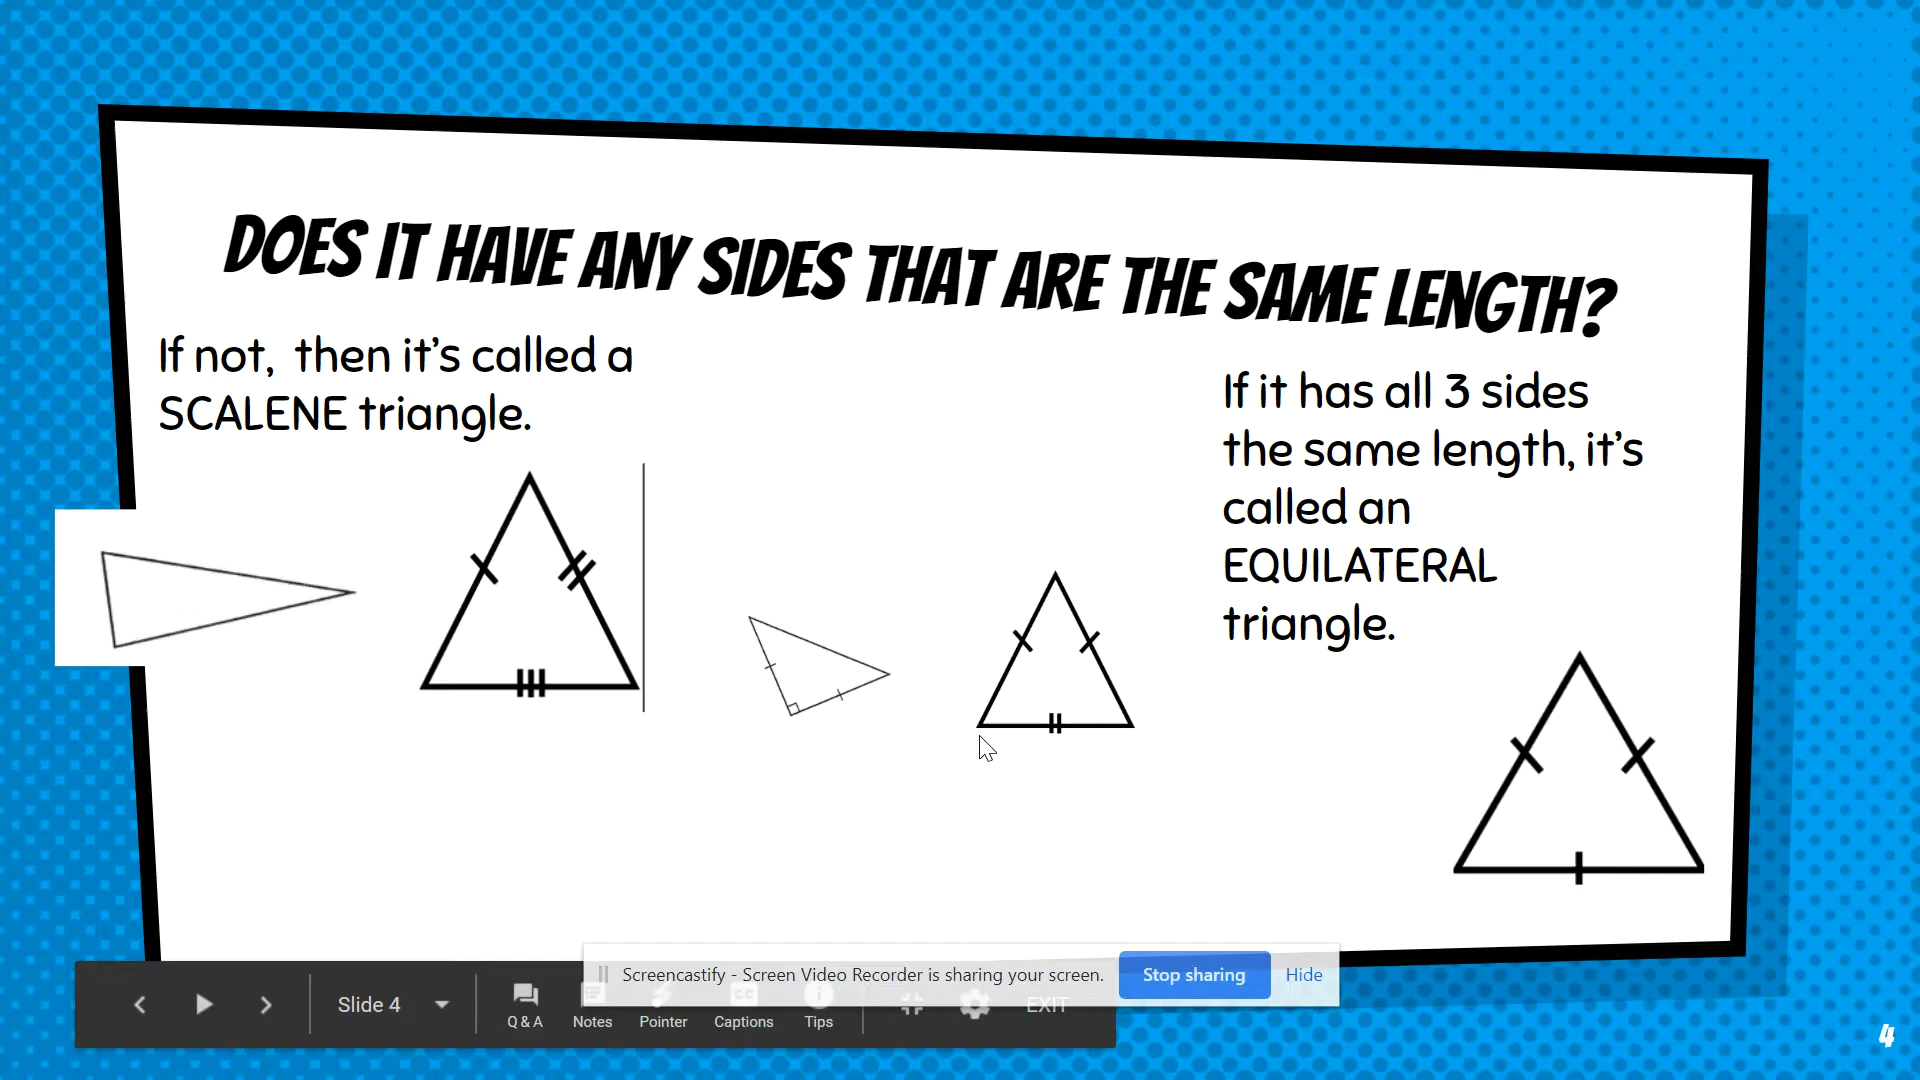 DOES IT HAVE ANY SIDES THAT ARE THE SAME LENGTH?
If not, then it's called a
SCALENE triangle.
If it has all 3 sides
the same length, it's
called an
EQUILATERAL
triangle.
Screencastify - Screen Video Recorder is sharing your screen.
Stop sharing
Hide
Slide 4
Q & A
Notes
Pointer
Captions
Tips
EXIT
4